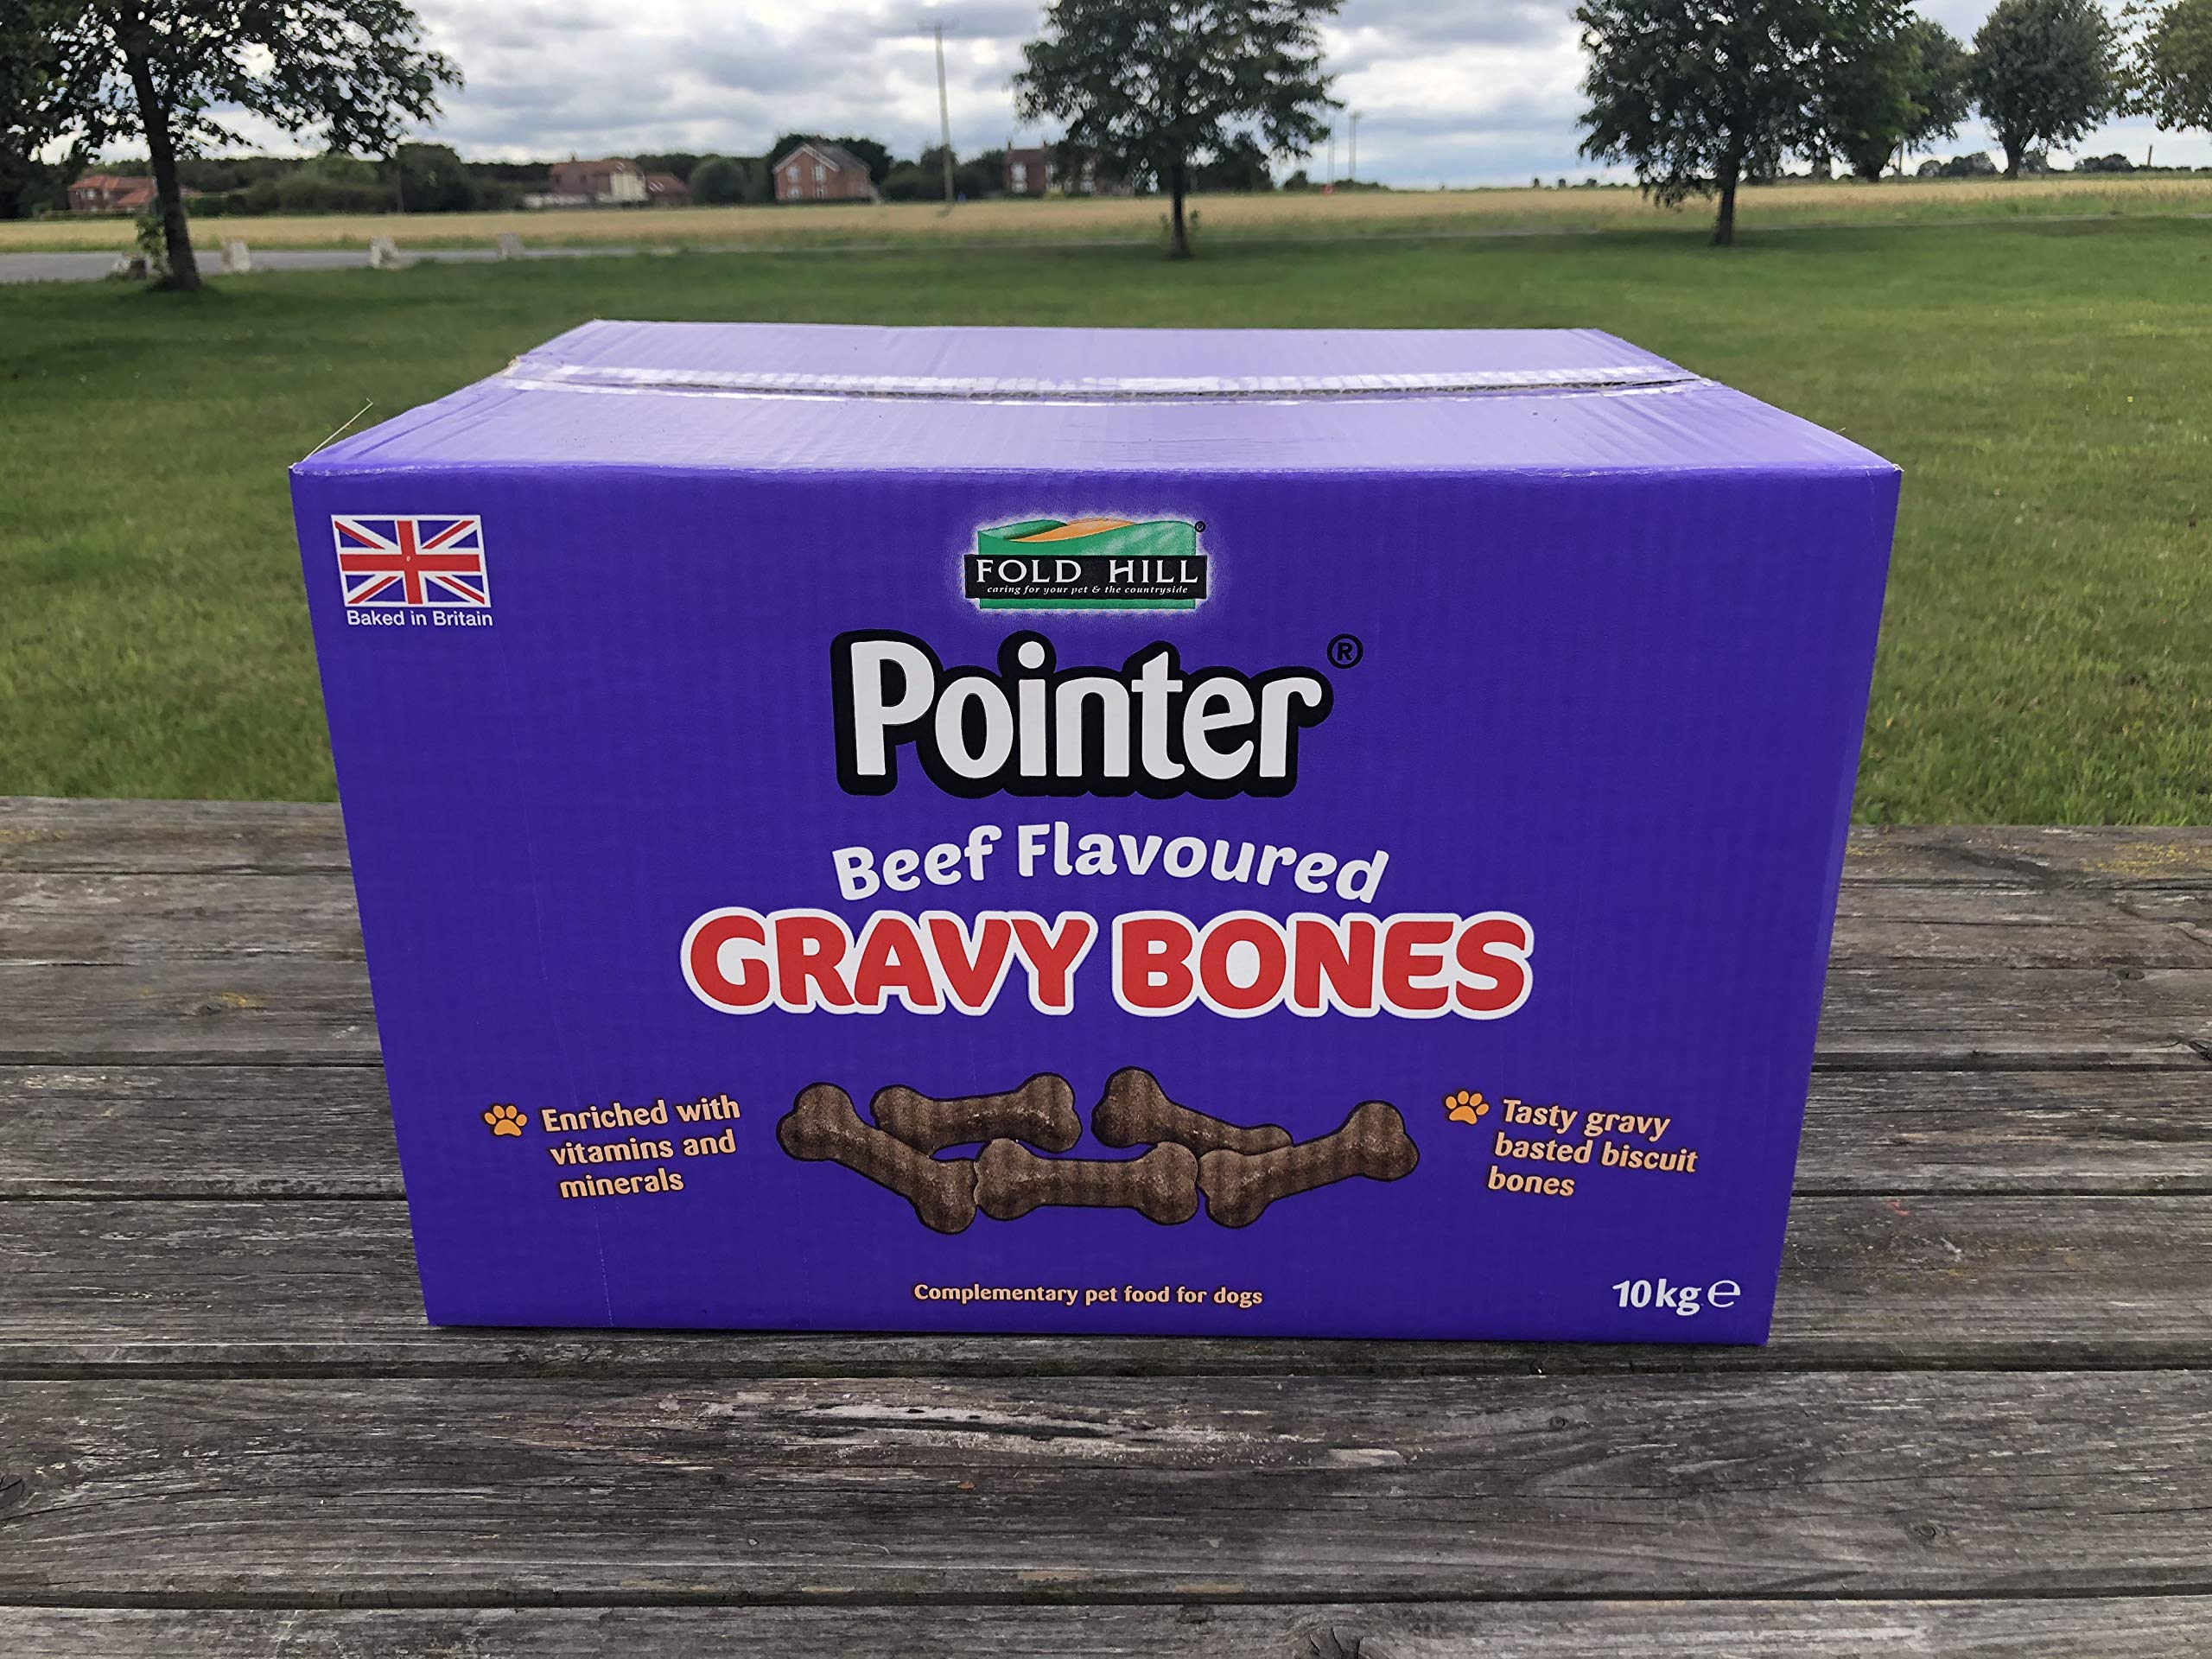 Baked in Britain
FOLD HILL ®
caring for your pet & the countryside
Pointer ®
Beef Flavoured
GRAVY BONES
Enriched with
vitamins and
minerals
Tasty gravy
basted biscuit
bones
Complementary pet food for dogs
10kg ℮